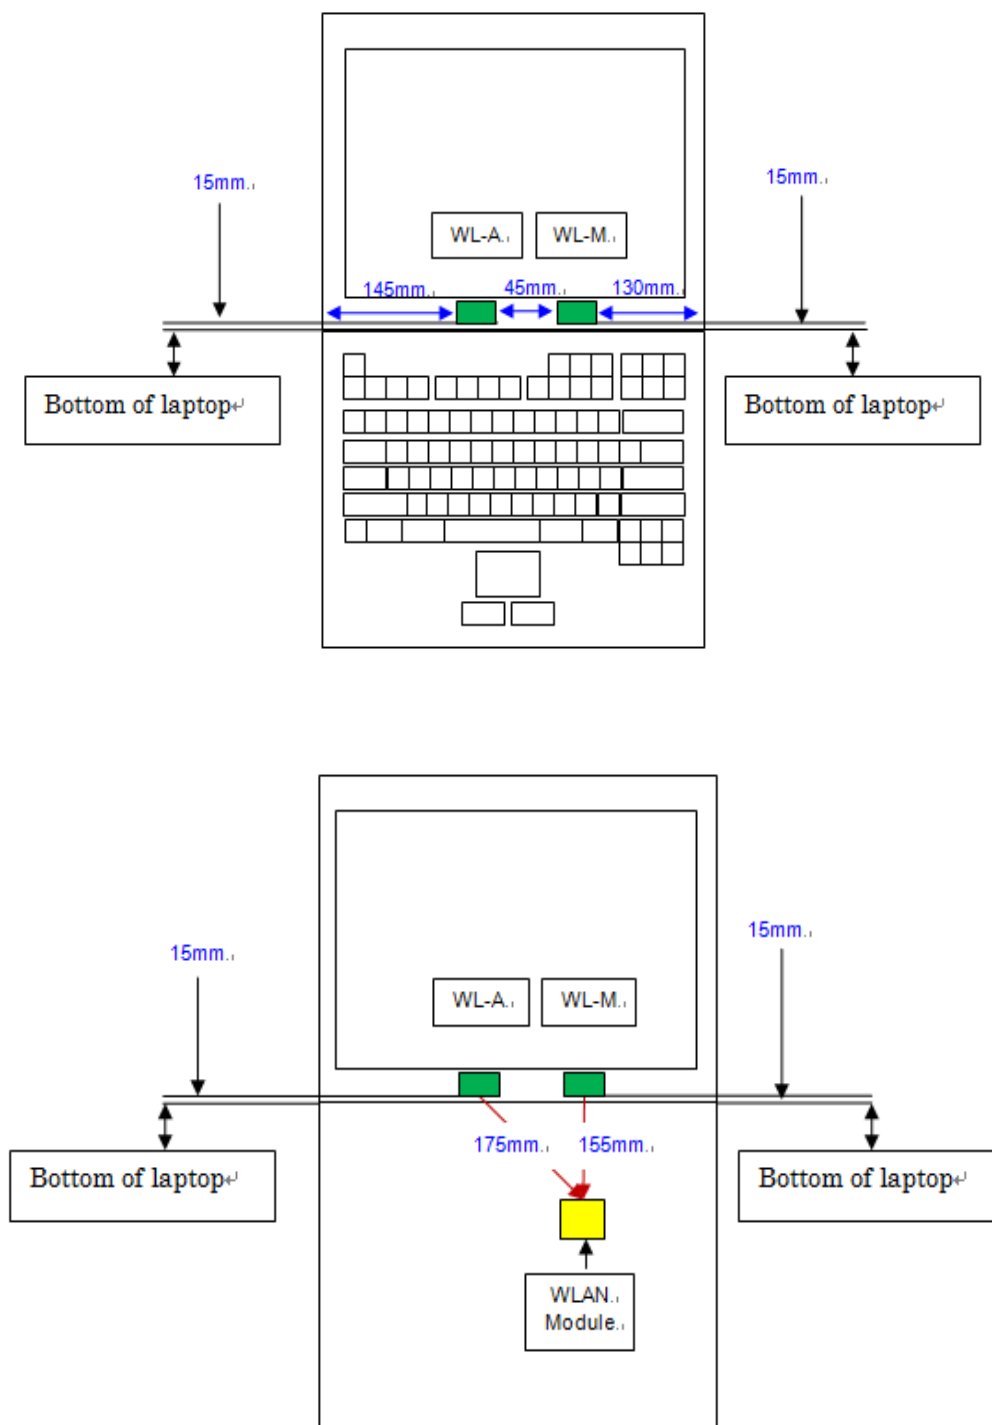 15mm.
15mm.
WL-A.
WL-M.
145mm.
45mm.
130mm.
Bottom of laptop↵
Bottom of laptop↵
15mm.
15mm.
WL-A.
WL-M.
175mm.
155mm.
Bottom of laptop↵
Bottom of laptop↵
WLAN.
Module.